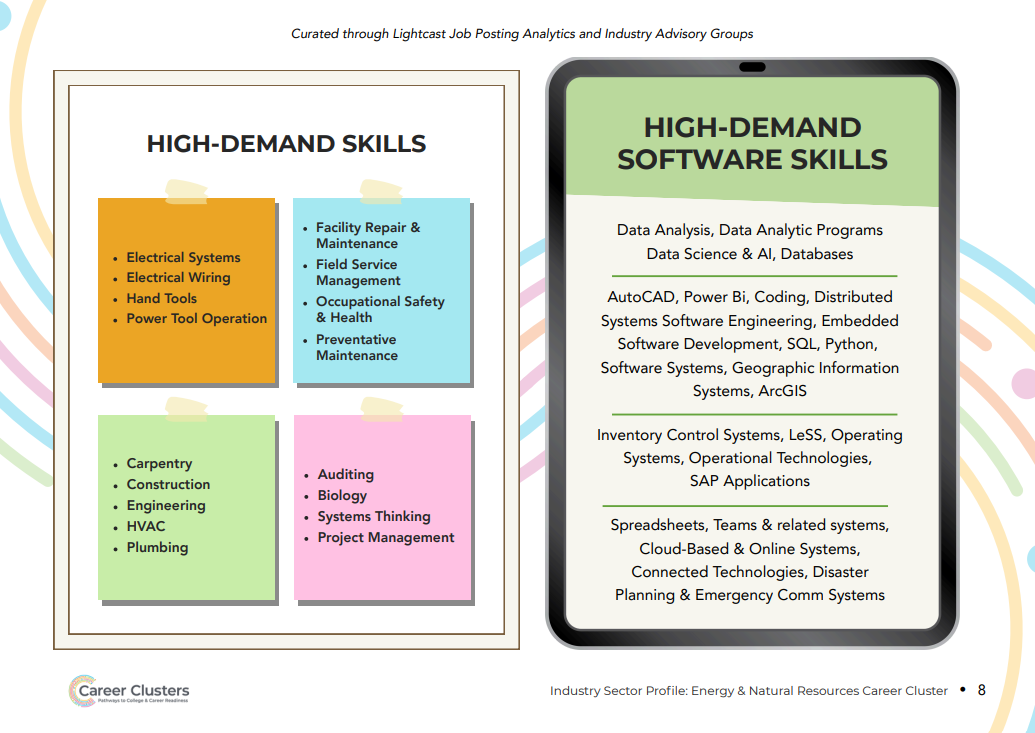 Curated through Lightcast Job Posting Analytics and Industry Advisory Groups
HIGH-DEMAND SKILLS
• Electrical Systems
• Electrical Wiring
• Hand Tools
• Power Tool Operation
• Facility Repair &
Maintenance
• Field Service
Management
• Occupational Safety
& Health
• Preventative
Maintenance
• Carpentry
• Construction
• Engineering
• HVAC
• Plumbing
• Auditing
• Biology
• Systems Thinking
• Project Management
HIGH-DEMAND
SOFTWARE SKILLS
Data Analysis, Data Analytic Programs
Data Science & AI, Databases
AutoCAD, Power Bi, Coding, Distributed
Systems Software Engineering, Embedded
Software Development, SQL, Python,
Software Systems, Geographic Information
Systems, ArcGIS
Inventory Control Systems, LeSS, Operating
Systems, Operational Technologies,
SAP Applications
Spreadsheets, Teams & related systems,
Cloud-Based & Online Systems,
Connected Technologies, Disaster
Planning & Emergency Comm Systems
Career Clusters
Pathways to College & Career Readiness
Industry Sector Profile: Energy & Natural Resources Career Cluster • 8